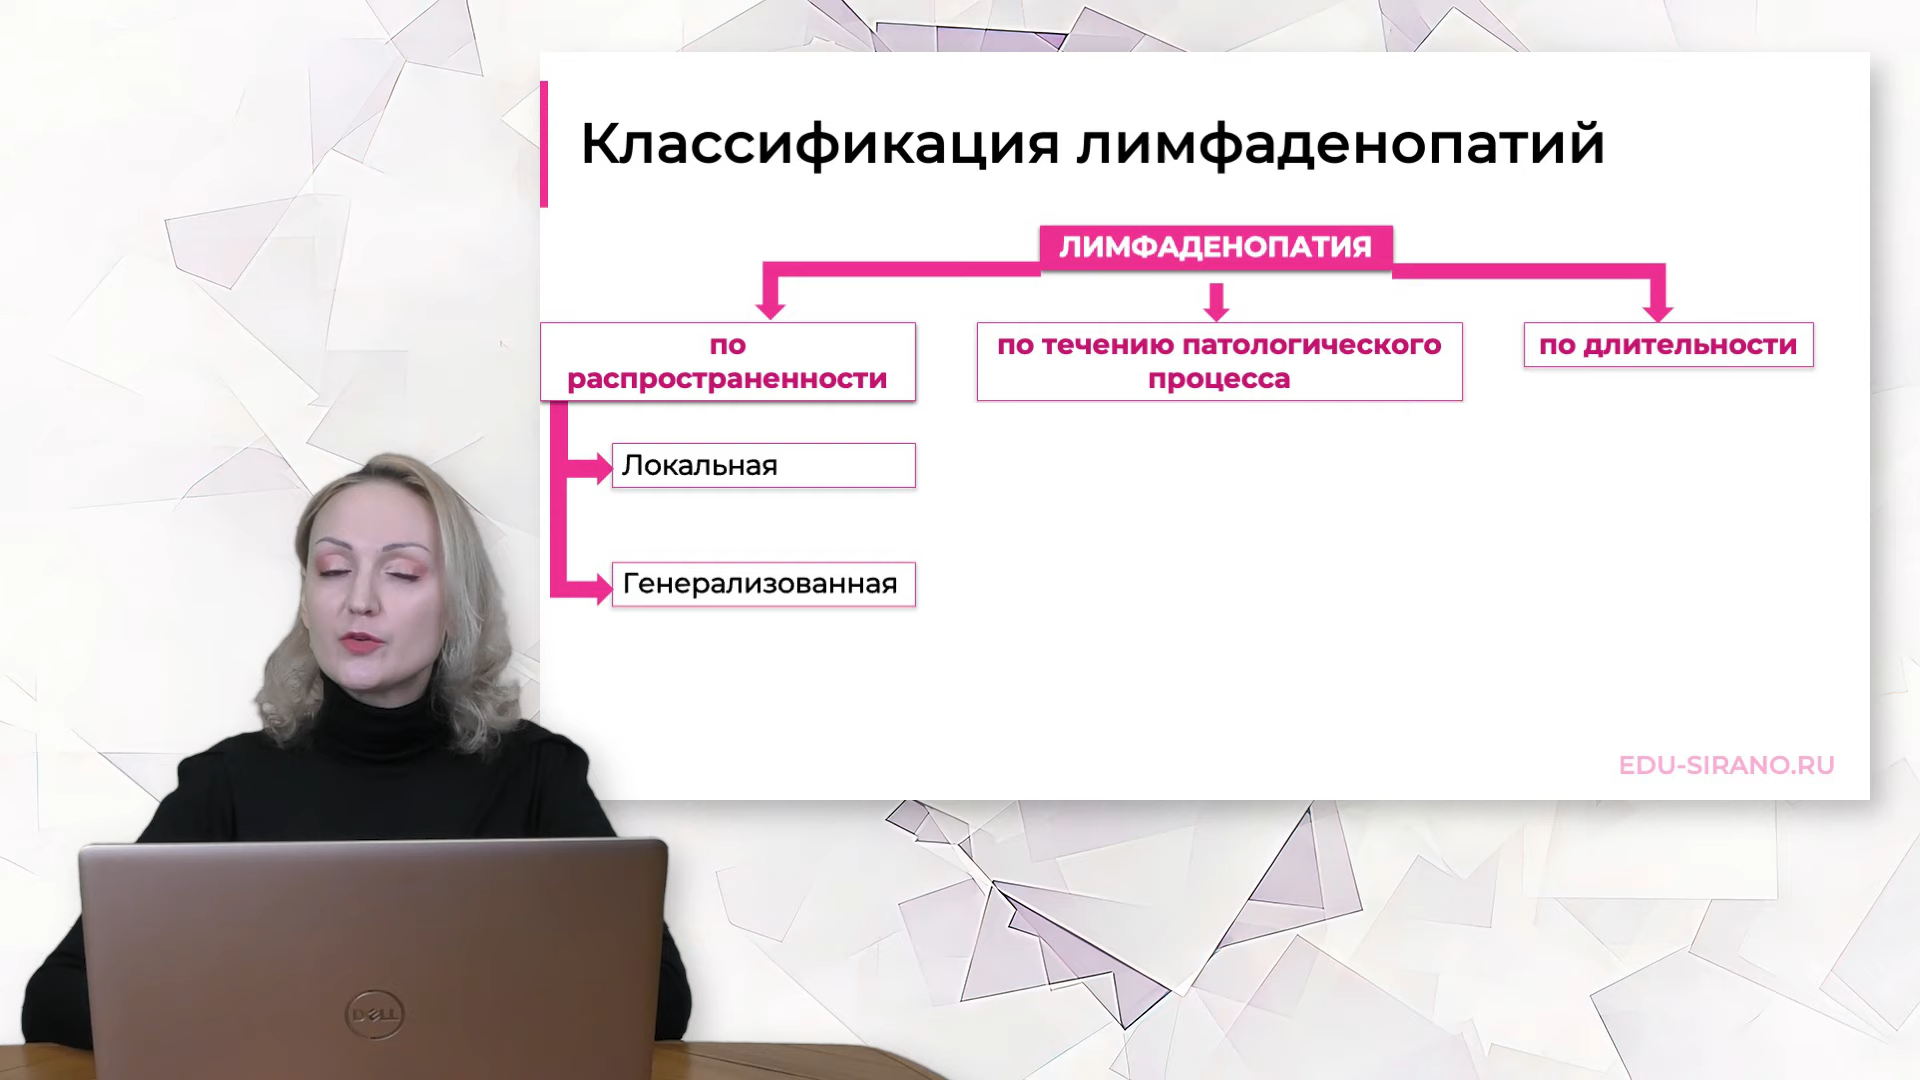 Классификация лимфаденопатий
ЛИМФАДЕНОПАТИЯ
по
распространенности
по течению патологического
процесса
по длительности
Локальная
Генерализованная
EDU-SIRANO.RU
DELL